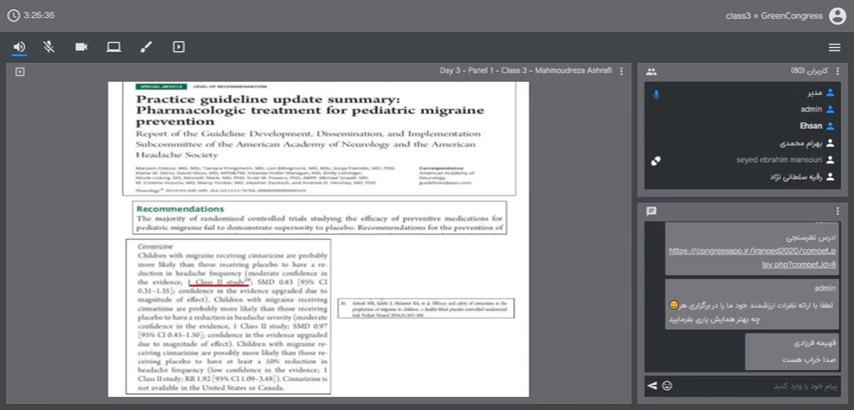 3:26:36
class3 « GreenCongress
Day 3 - Panel 1 - Class 3 - Mahmoudreza Ashrafi
SPECIAL ARTICLE LEVEL OF RECOMMENDATION
Practice guideline update summary:
Pharmacologic treatment for pediatric migraine
prevention
Report of the Guideline Development, Dissemination, and Implementation
Subcommittee of the American Academy of Neurology and the American
Headache Society
Correspondence
American Academy of
Neurology
guidelines@aan.com
Recommendations
The majority of randomized controlled trials studying the efficacy of preventive medications for
pediatric migraine fail to demonstrate superiority to placebo. Recommendations for the prevention of
Cinnarizine
Children with migraine receiving cinnarizine are probably
more likely than those receiving placebo to have a re-
duction in headache frequency (moderate confidence in
the evidence, 1 Class II study; SMD 0.83 [95% CI
0.31–1.35]; confidence in the evidence upgraded due to
magnitude of effect). Children with migraine receiving
cinnarizine are probably more likely than those receiving
placebo to have a reduction in headache severity (moderate
confidence in the evidence, 1 Class II study; SMD 0.97
[95% CI 0.45–1.50]; confidence in the evidence upgraded
due to magnitude of effect). Children with migraine re-
ceiving cinnarizine are possibly more likely than those re-
ceiving placebo to have at least a 50% reduction in
headache frequency (low confidence in the evidence; 1
Class II study; RR 1.92 [95% CI 1.09–3.48]). Cinnarizine is
not available in the United States or Canada.
کاربران (80)
مدیر
admin
Ehsan
بهرام محمدی
seyed ebrahim mansouri
رقیه سلطانی نژاد
ادرس نظرسنجی
https://congressapp.ir/iranped2020/compet.p
lay.php?compet.id=8
admin
لطفا با ارائه نظرات ارزشمند خود ما را در برگزاری هر
چه بهتر همایش یاری بفرمایید
فهیمه فرزادی
صدا خراب هست
پیام خود را وارد کنید